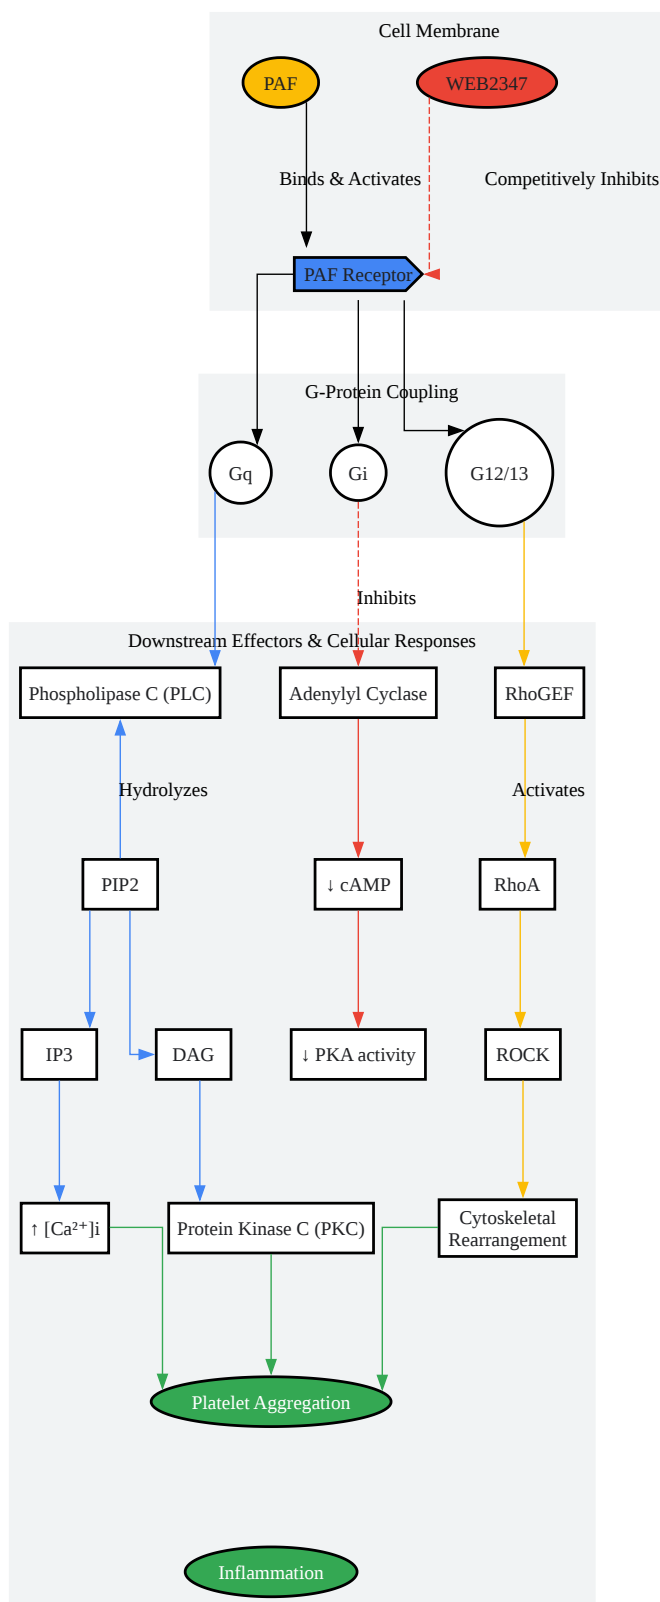 Cell Membrane
PAF
WEB2347
Binds & Activates
Competitively Inhibits
PAF Receptor
G-Protein Coupling
Gq
Gi
G12/13
Inhibits
Downstream Effectors & Cellular Responses
Phospholipase C (PLC)
Adenylyl Cyclase
RhoGEF
Hydrolyzes
Activates
PIP2
↓ cAMP
RhoA
IP3
DAG
↓ PKA activity
ROCK
↑ [Ca²⁺]i
Protein Kinase C (PKC)
Cytoskeletal
Rearrangement
Platelet Aggregation
Inflammation